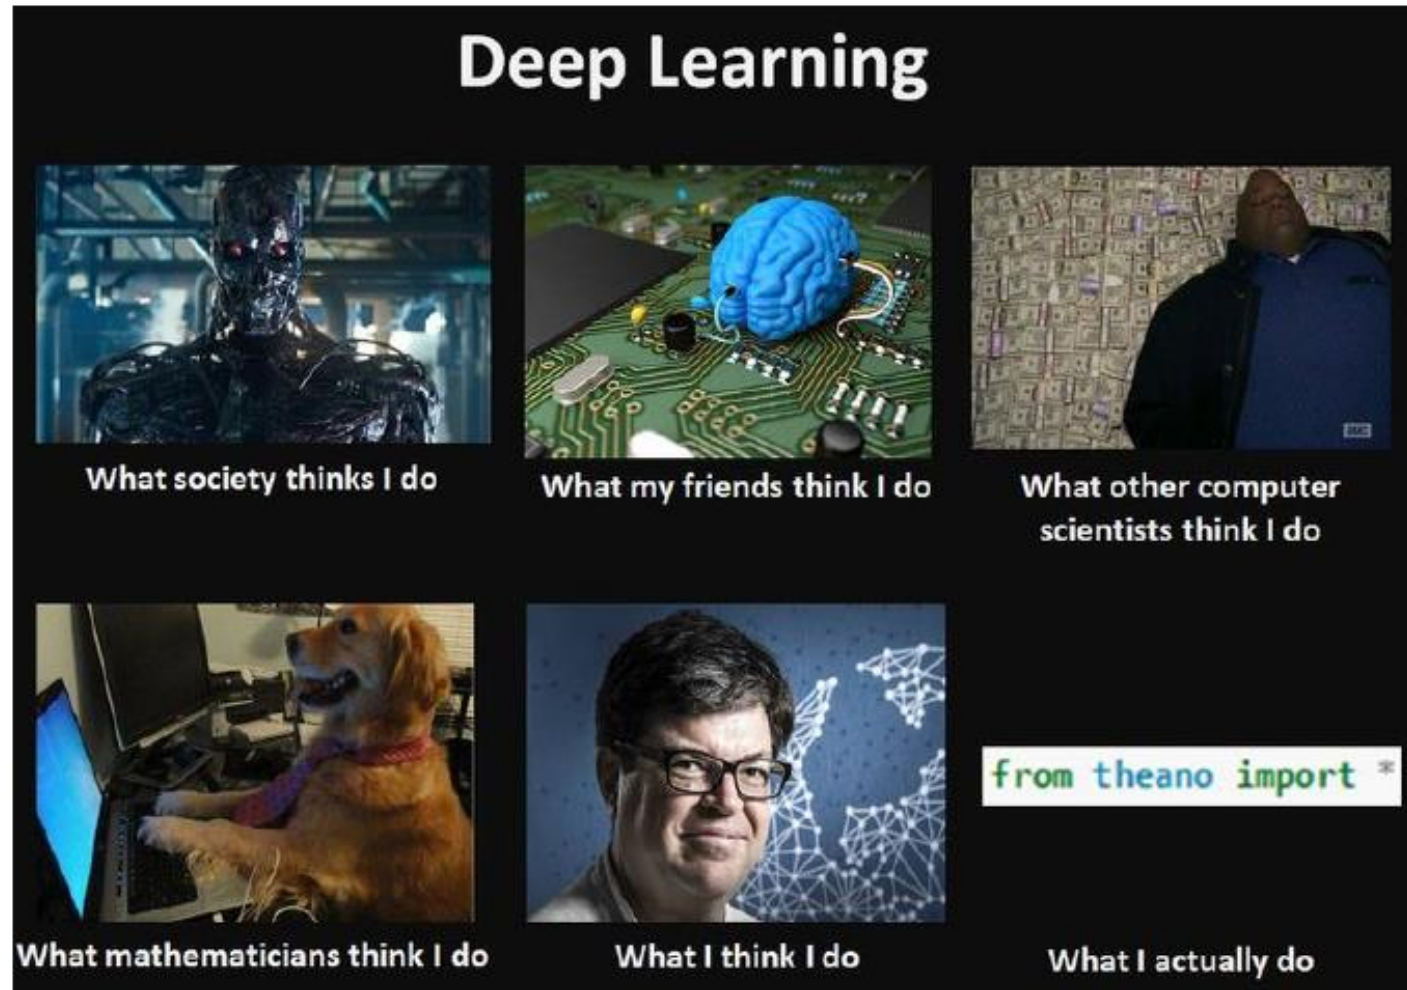 Deep Learning
What society thinks I do
What my friends think I do
What other computer
scientists think I do
What mathematicians think I do
What I think I do
from theano import *
What I actually do